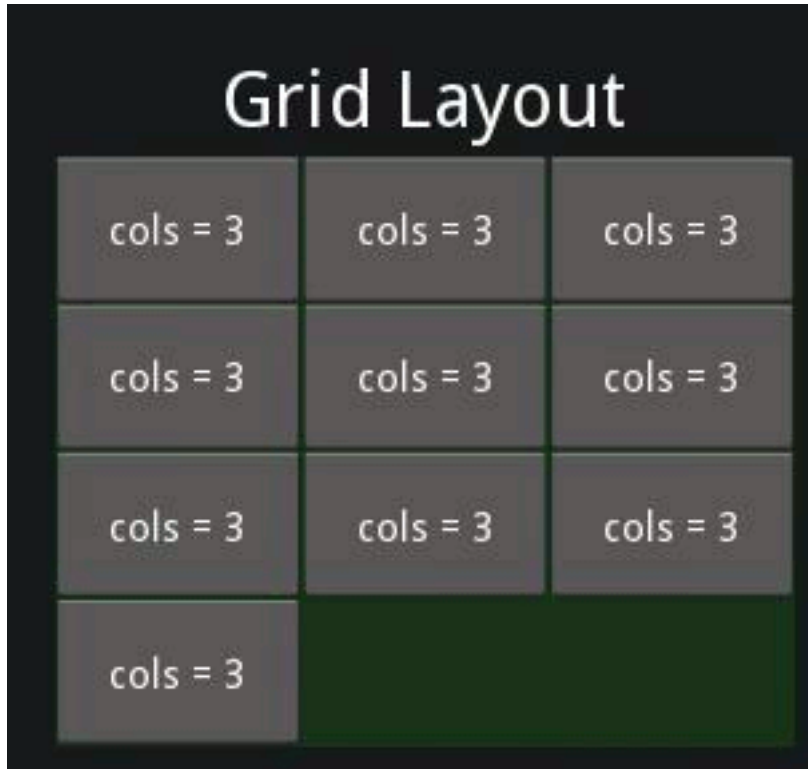 Grid Layout
cols = 3 cols = 3 cols = 3
cols = 3 cols = 3 cols = 3
cols = 3 cols = 3 cols = 3
cols = 3